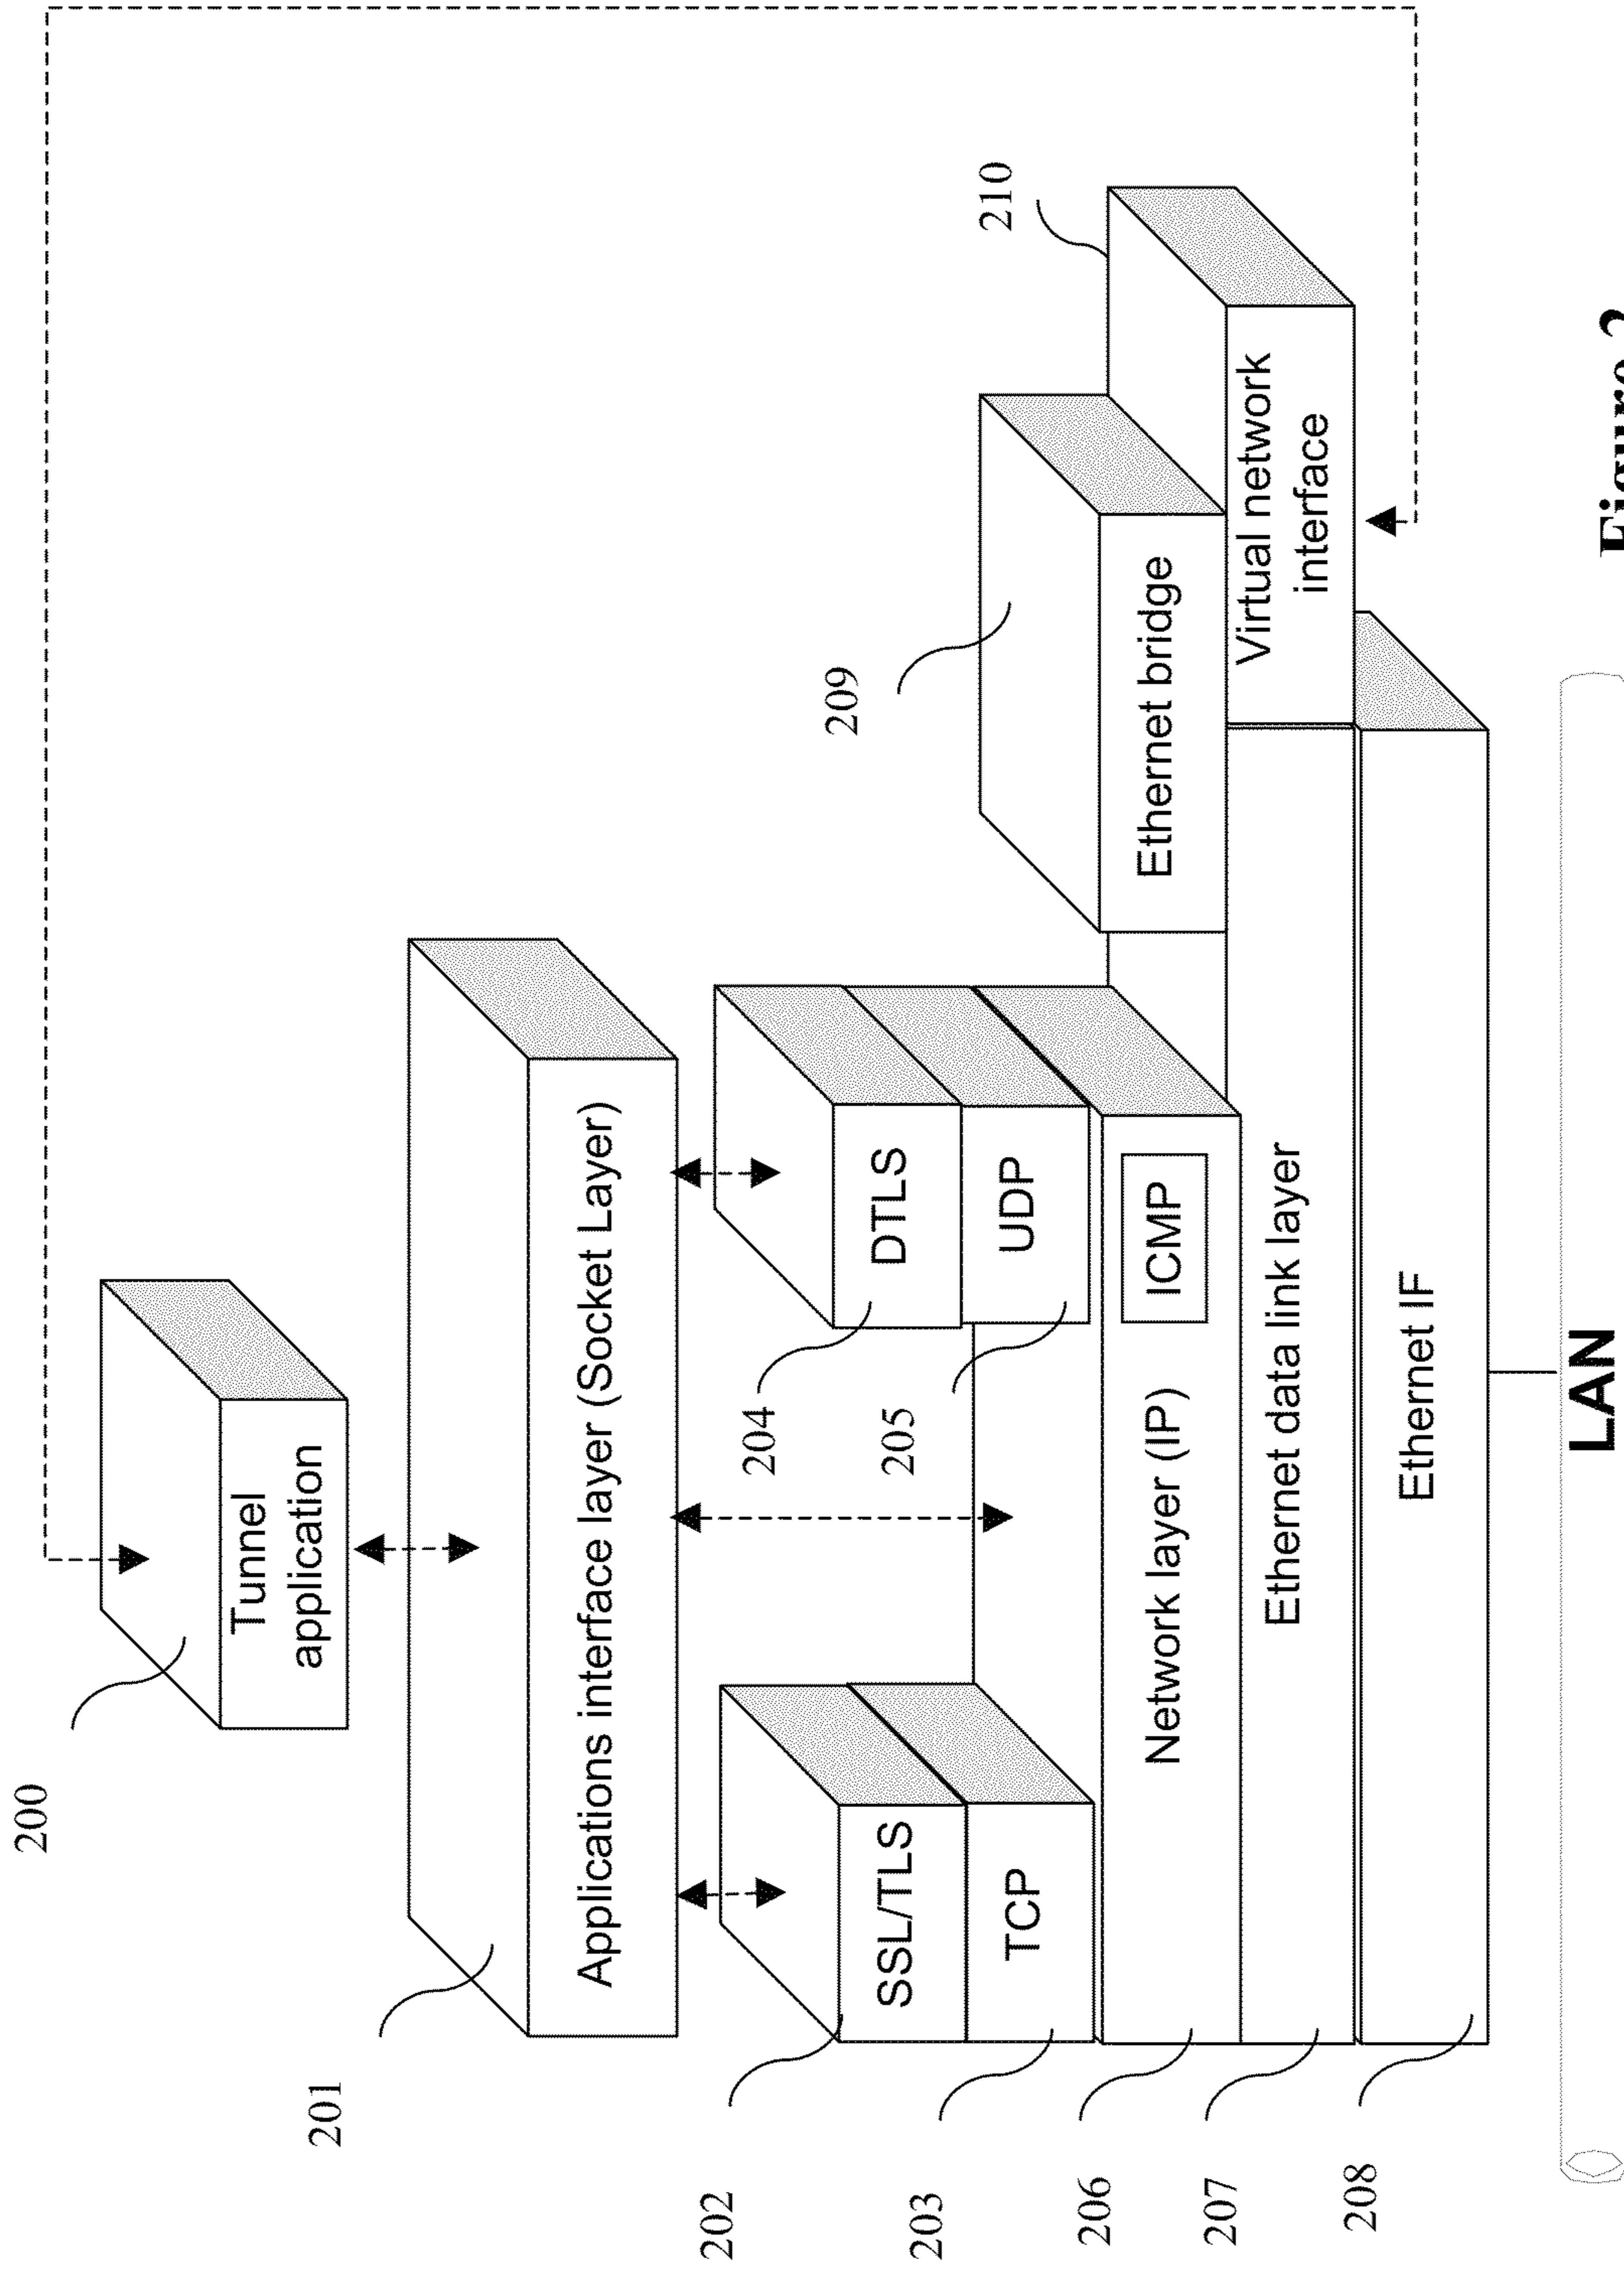 200
Tunnel
application
201
Applications interface layer (Socket Layer)
202
SSL/TLS
204
DTLS
203
TCP
205
UDP
209
210
Ethernet bridge
206
Network layer (IP)
ICMP
207
Ethernet data link layer
Virtual network
interface
208
Ethernet IF
LAN
Figure 2